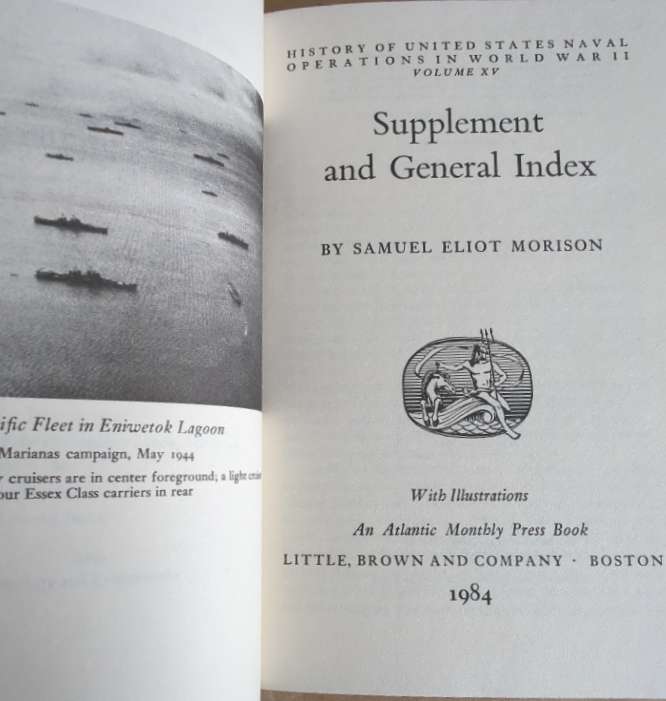 ific Fleet in Eniwetok Lagoon
Marianas campaign, May 1944
cruisers are in center foreground; a light
our Essex Class carriers in rear
HISTORY OF UNITED STATES NAVAL
OPERATIONS IN WORLD WAR II
VOLUME XV
Supplement
and General Index
BY SAMUEL ELIOT MORISON
With Illustrations
An Atlantic Monthly Press Book
LITTLE, BROWN AND COMPANY · BOSTON
1984